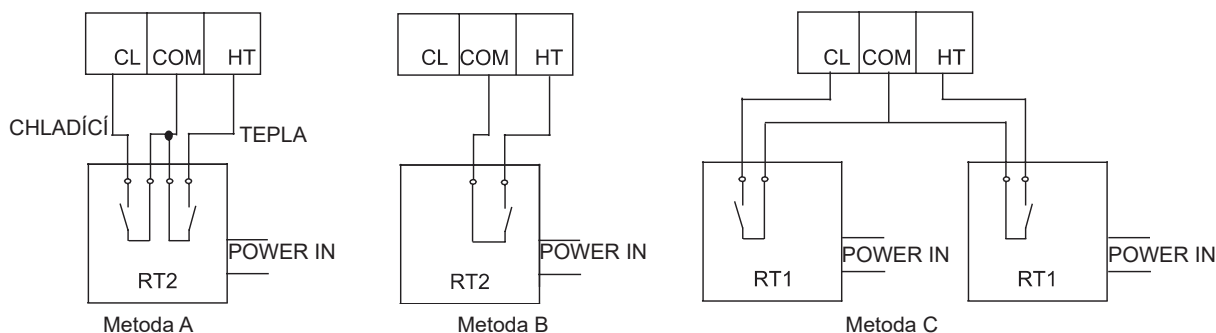 CL COM HT
CL COM HT
CL COM HT
CHLADÍCÍ
TEPLA
POWER IN
RT2
POWER IN
RT2
POWER IN
RT1
POWER IN
RT1
Metoda A
Metoda B
Metoda C